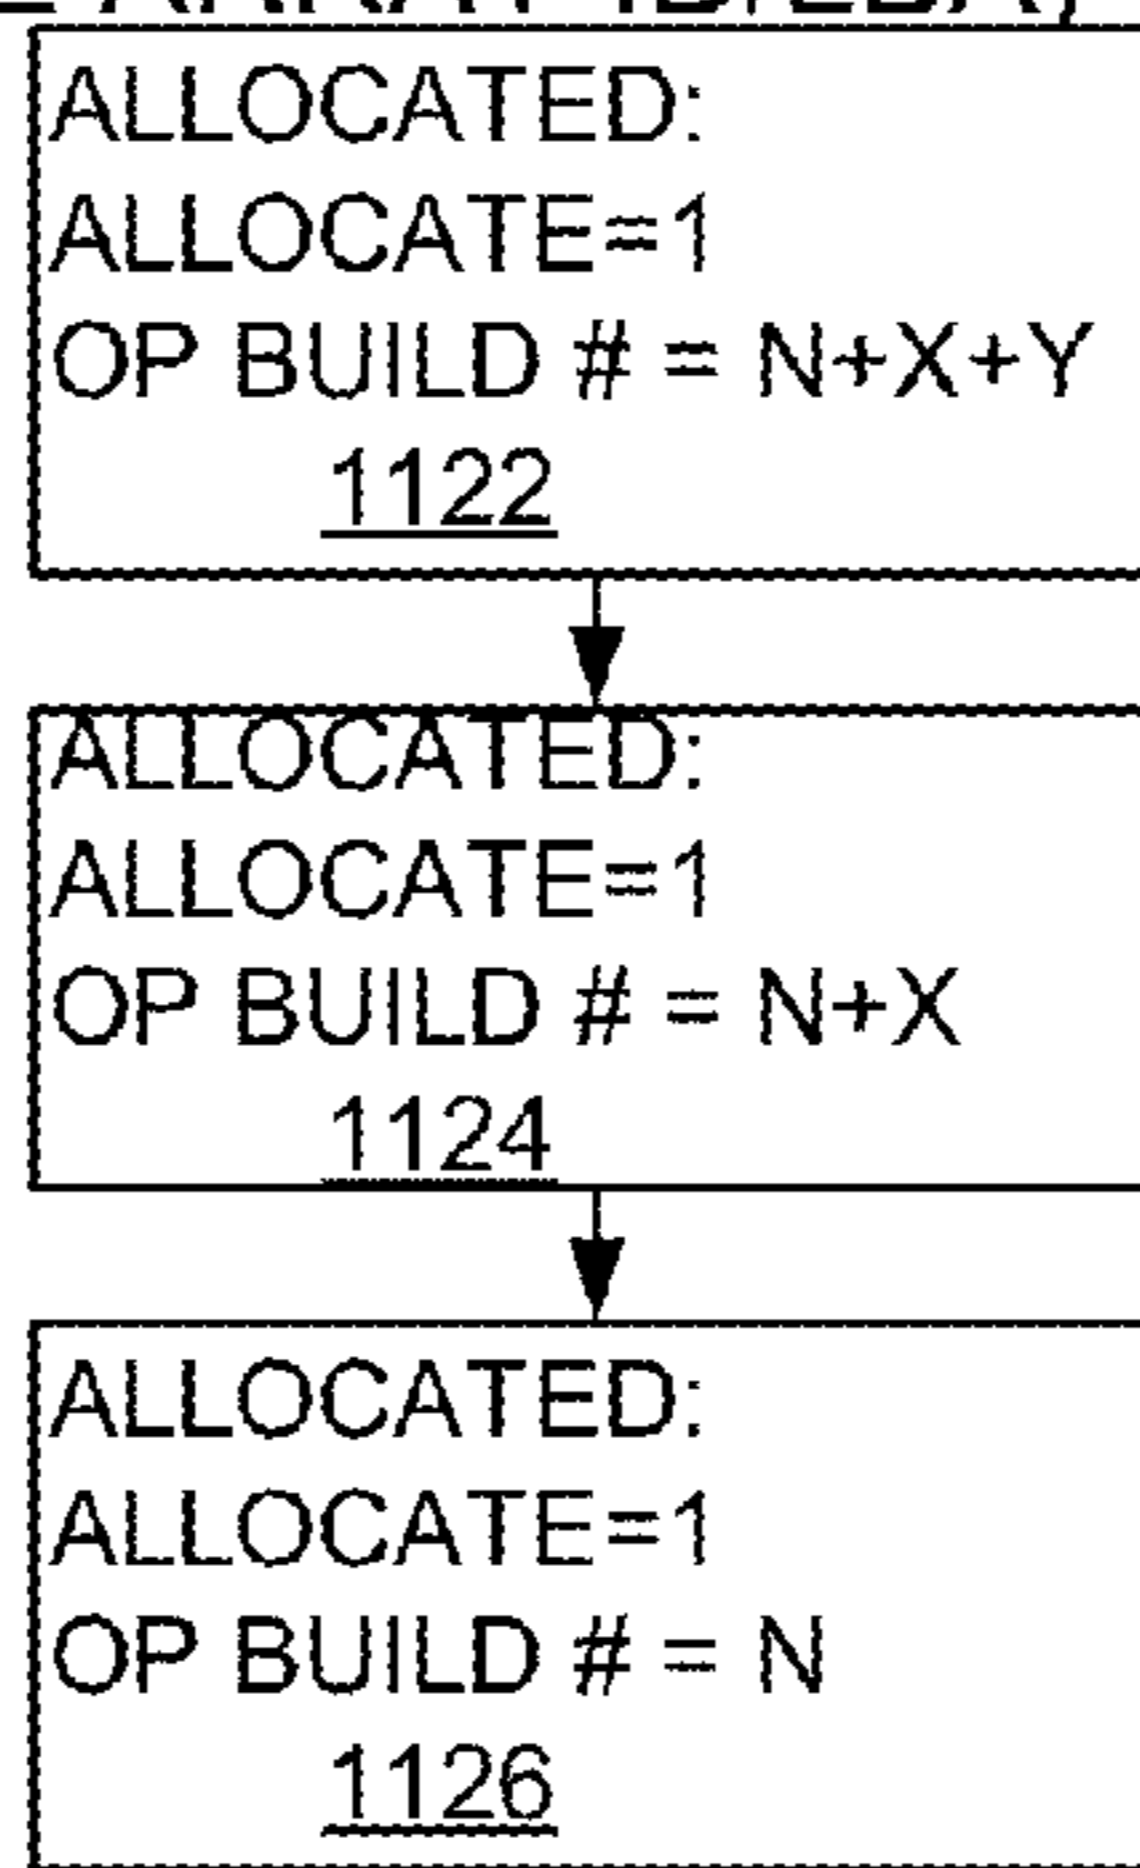 ALLOCATED:
ALLOCATE=1
OP BUILD # = N+X+Y
1122
ALLOCATED:
ALLOCATE=1
OP BUILD # = N+X
1124
ALLOCATED:
ALLOCATE=1
OP BUILD # = N
1126